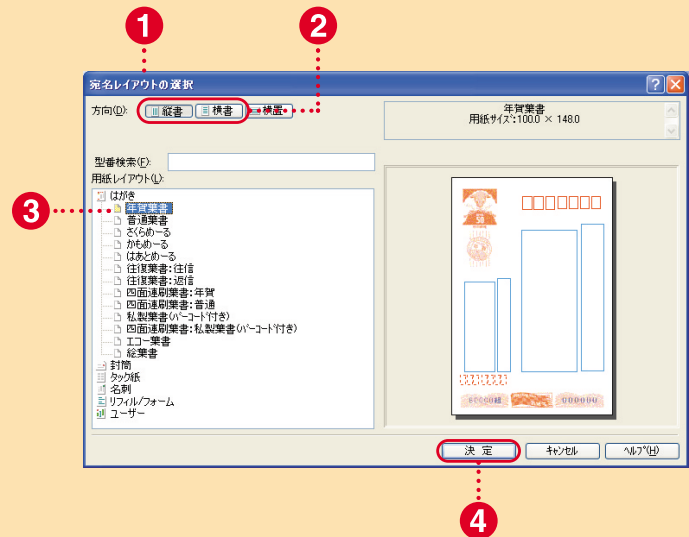 1
2
宛名レイアウトの選択
方向(D):
縦書
横書
横置
年賀葉書
用紙サイズ:100.0 × 148.0
型番検索(F):
用紙レイアウト(L):
はがき
3
年賀葉書
普通葉書
さくらめーる
かもめーる
はあとめーる
往復葉書:往信
往復葉書:返信
四面連刷葉書:年賀
四面連刷葉書:普通
私製葉書(バーコード付き)
四面連刷葉書:私製葉書(バーコード付き)
エコー葉書
絵葉書
封筒
タック紙
名刺
リフィル/フォーム
ユーザー
50
決 定
キャンセル
ヘルプ(H)
4